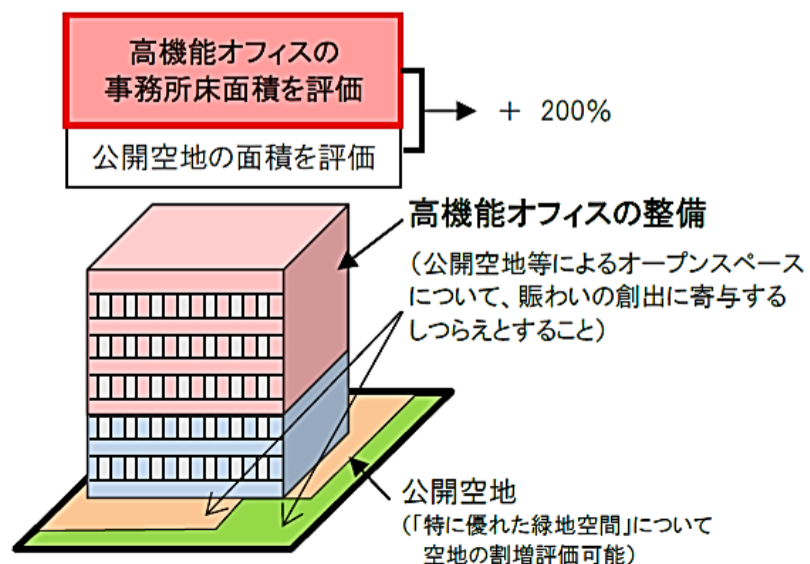 高機能オフィスの
事務所床面積を評価
＋ 200%
公開空地の面積を評価
高機能オフィスの整備
（公開空地等によるオープンスペース
について、賑わいの創出に寄与する
しつらえとすること）
公開空地
（「特に優れた緑地空間」について
空地の割増評価可能）